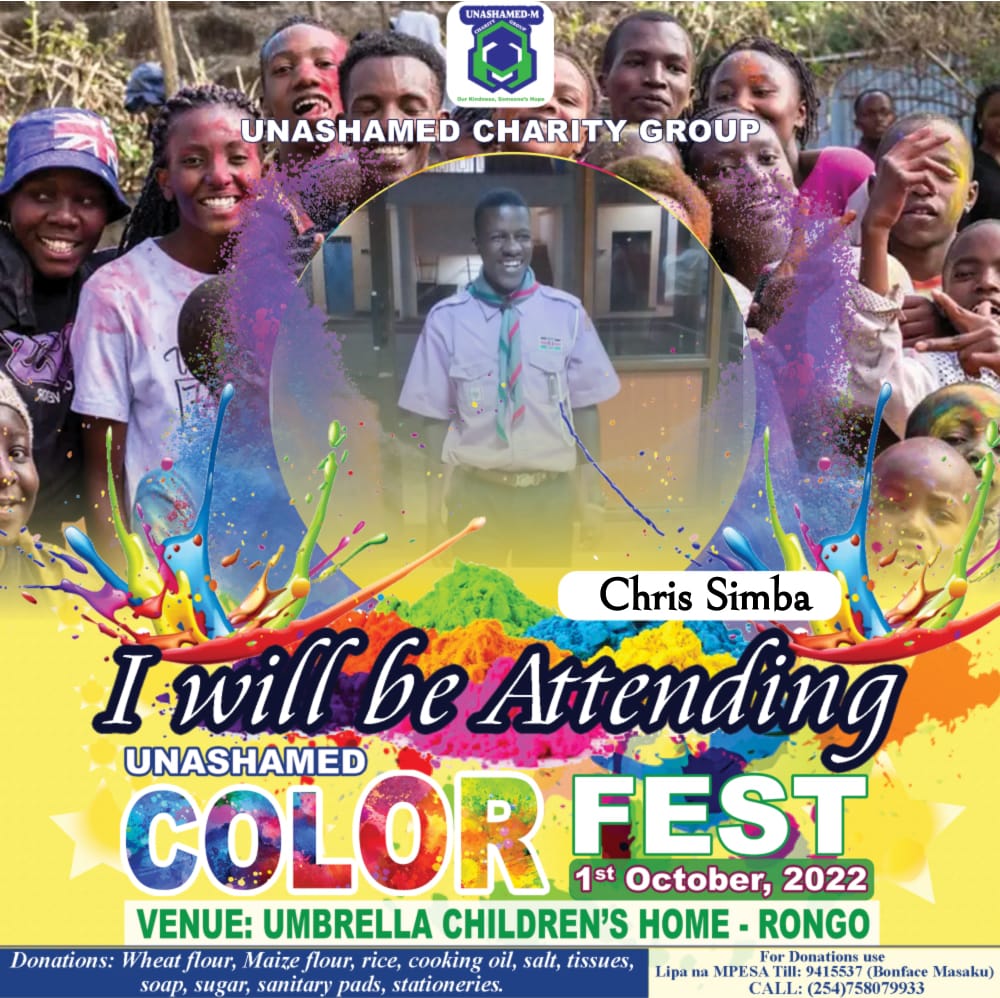 UNASHAMED-M
CHARITY GROUP
Our Kindness, Someone's Hope
UNASHAMED CHARITY GROUP
Chris Simba
I will be Attending
UNASHAMED
COLOR FEST
1st October, 2022
VENUE: UMBRELLA CHILDREN'S HOME - RONGO
Donations: Wheat flour, Maize flour, rice, cooking oil, salt, tissues,
soap, sugar, sanitary pads, stationeries.
For Donations use
Lipa na MPESA Till: 9415537 (Bonface Masaku)
CALL: (254)758079933